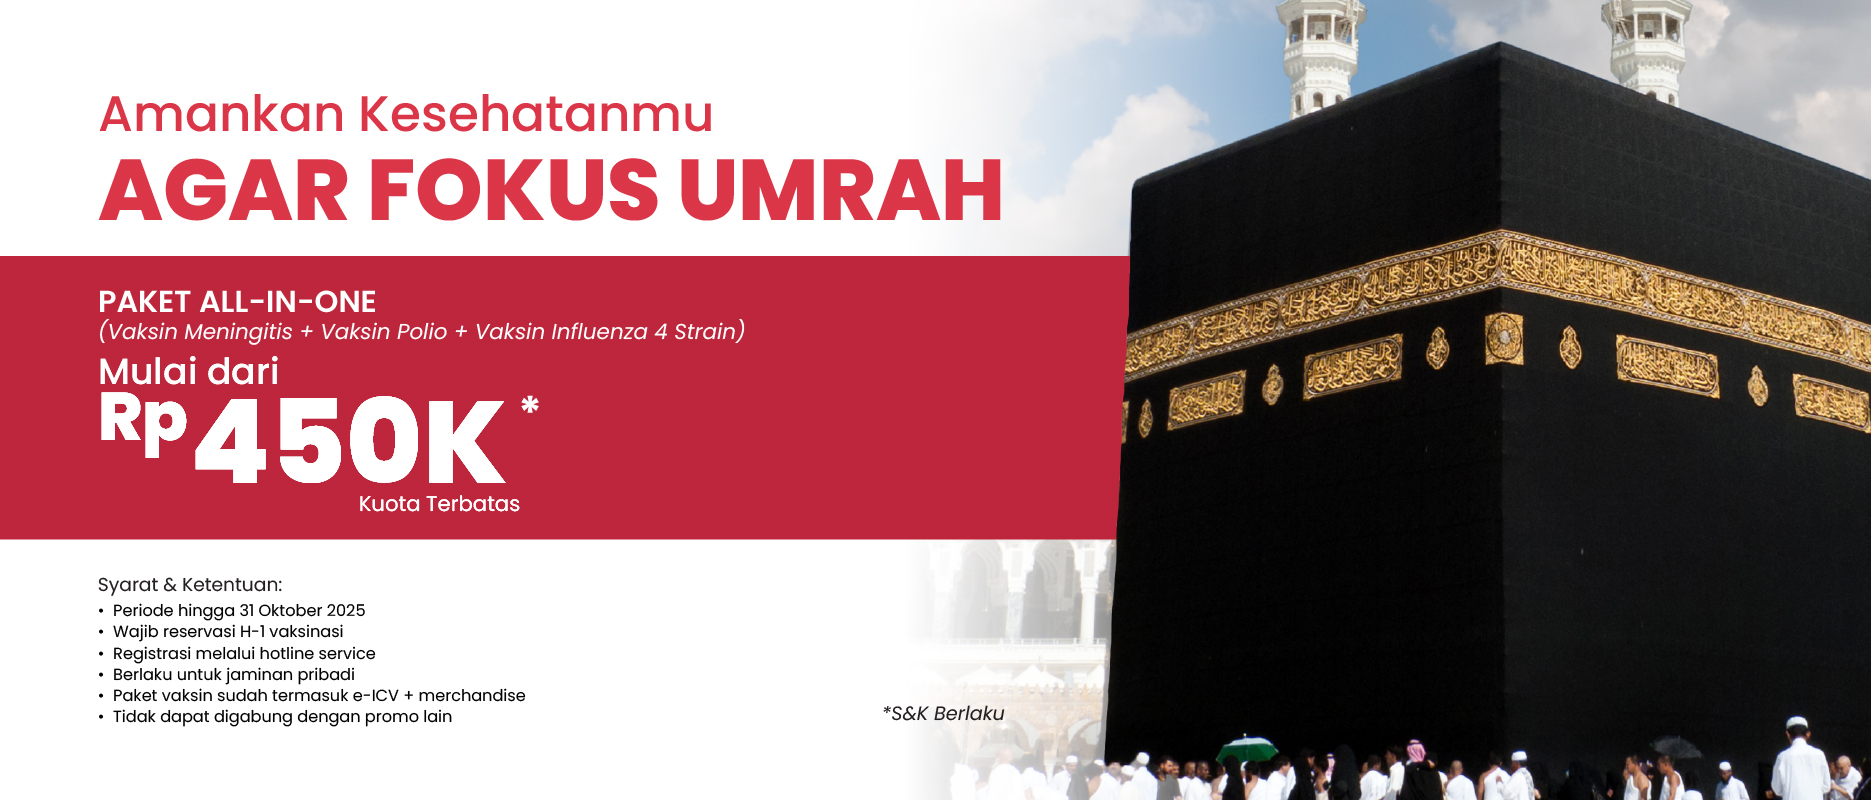 Amankan Kesehatanmu
AGAR FOKUS UMRAH
PAKET ALL-IN-ONE
(Vaksin Meningitis + Vaksin Polio + Vaksin Influenza 4 Strain)
Mulai dari
Rp450K*
Kuota Terbatas
Syarat & Ketentuan:
• Periode hingga 31 Oktober 2025
• Wajib reservasi H-1 vaksinasi
• Registrasi melalui hotline service
• Berlaku untuk jaminan pribadi
• Paket vaksin sudah termasuk e-ICV + merchandise
• Tidak dapat digabung dengan promo lain
*S&K Berlaku